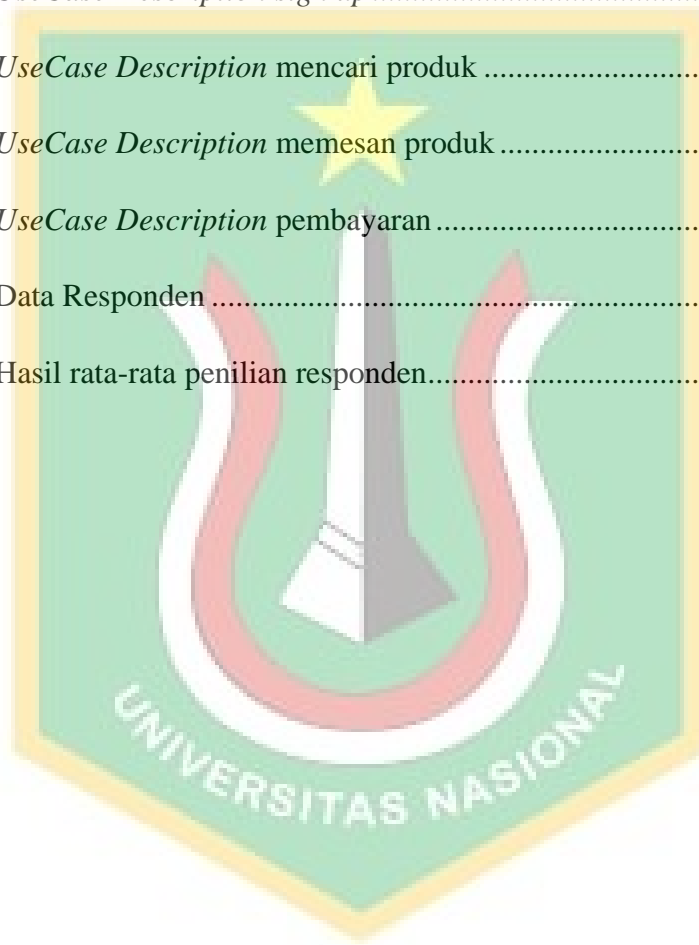 UseCase Description mencari produk ..........................
UseCase Description memesan produk ........................
UseCase Description pembayaran ................................
Data Responden ............................................................
Hasil rata-rata penilian responden.................................
UNIVERSITAS NASIONAL